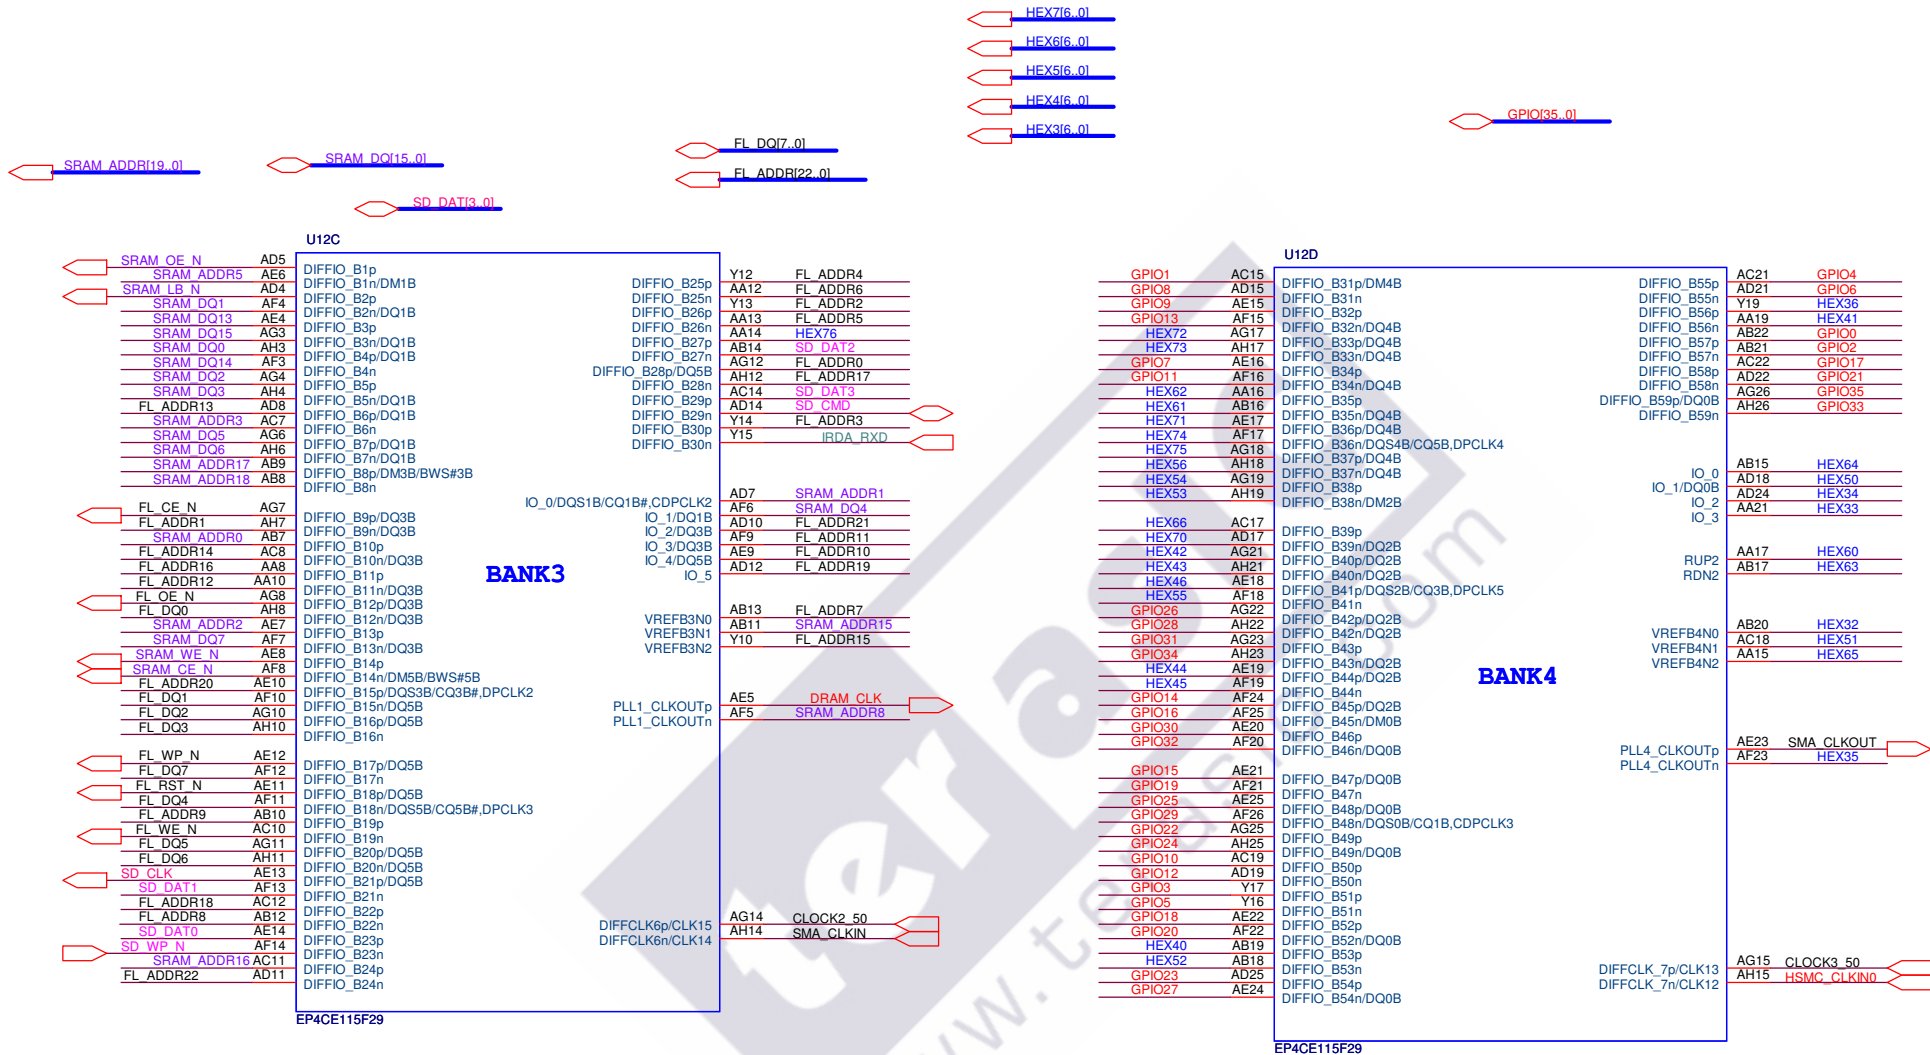 HEX7[6..0]
HEX6[6..0]
HEX5[6..0]
HEX4[6..0]
HEX3[6..0]
GPIO[35..0]
FL_DQ[7..0]
SRAM_ADDR[19..0]
SRAM_DQ[15..0]
FL_ADDR[22..0]
SD_DAT[3..0]
U12C
SRAM_OE_N AD5 DIFFIO_B1p
SRAM_ADDR5 AE6 DIFFIO_B1n/DM1B
SRAM_LB_N AD4 DIFFIO_B2p
SRAM_DQ1 AF4 DIFFIO_B2n/DQ1B
SRAM_DQ13 AE4 DIFFIO_B3p
SRAM_DQ15 AG3 DIFFIO_B3n/DQ1B
SRAM_DQ0 AH3 DIFFIO_B4p/DQ1B
SRAM_DQ14 AF3 DIFFIO_B4n
SRAM_DQ2 AG4 DIFFIO_B5p
SRAM_DQ3 AH4 DIFFIO_B5n/DQ1B
FL_ADDR13 AD8 DIFFIO_B6p/DQ1B
SRAM_ADDR3 AC7 DIFFIO_B6n
SRAM_DQ5 AG6 DIFFIO_B7p/DQ1B
SRAM_DQ6 AH6 DIFFIO_B7n/DQ1B
SRAM_ADDR17 AB9 DIFFIO_B8p/DM3B/BWS#3B
SRAM_ADDR18 AB8 DIFFIO_B8n
FL_CE_N AG7 DIFFIO_B9p/DQ3B
FL_ADDR1 AH7 DIFFIO_B9n/DQ3B
SRAM_ADDR0 AB7 DIFFIO_B10p
FL_ADDR14 AC8 DIFFIO_B10n/DQ3B
FL_ADDR16 AA8 DIFFIO_B11p
FL_ADDR12 AA10 DIFFIO_B11n/DQ3B
FL_OE_N AG8 DIFFIO_B12p/DQ3B
FL_DQ0 AH8 DIFFIO_B12n/DQ3B
SRAM_ADDR2 AE7 DIFFIO_B13p
SRAM_DQ7 AF7 DIFFIO_B13n/DQ3B
SRAM_WE_N AE8 DIFFIO_B14p
SRAM_CE_N AF8 DIFFIO_B14n/DM5B/BWS#5B
FL_ADDR20 AE10 DIFFIO_B15p/DQS3B/CQ3B#,DPCLK2
FL_DQ1 AF10 DIFFIO_B15n/DQ5B
FL_DQ2 AG10 DIFFIO_B16p/DQ5B
FL_DQ3 AH10 DIFFIO_B16n
FL_WP_N AE12 DIFFIO_B17p/DQ5B
FL_DQ7 AF12 DIFFIO_B17n
FL_RST_N AE11 DIFFIO_B18p/DQ5B
FL_DQ4 AF11 DIFFIO_B18n/DQS5B/CQ5B#,DPCLK3
FL_ADDR9 AB10 DIFFIO_B19p
FL_WE_N AC10 DIFFIO_B19n
FL_DQ5 AG11 DIFFIO_B20p/DQ5B
FL_DQ6 AH11 DIFFIO_B20n/DQ5B
SD_CLK AE13 DIFFIO_B21p/DQ5B
SD_DAT1 AF13 DIFFIO_B21n
FL_ADDR18 AC12 DIFFIO_B22p
FL_ADDR8 AB12 DIFFIO_B22n
SD_DAT0 AE14 DIFFIO_B23p
SD_WP_N AF14 DIFFIO_B23n
SRAM_ADDR16 AC11 DIFFIO_B24p
FL_ADDR22 AD11 DIFFIO_B24n
BANK3
DIFFIO_B25p Y12 FL_ADDR4
DIFFIO_B25n AA12 FL_ADDR6
DIFFIO_B26p Y13 FL_ADDR2
DIFFIO_B26n AA13 FL_ADDR5
DIFFIO_B27p AA14 HEX76
DIFFIO_B27n AB14 SD_DAT2
DIFFIO_B28p/DQ5B AG12 FL_ADDR0
DIFFIO_B28n AH12 FL_ADDR17
DIFFIO_B29p AC14 SD_DAT3
DIFFIO_B29n AD14 SD_CMD
DIFFIO_B30p Y14 FL_ADDR3
DIFFIO_B30n Y15 IRDA_RXD
IO_0/DQS1B/CQ1B#,CDPCLK2 AD7 SRAM_ADDR1
IO_1/DQ1B AF6 SRAM_DQ4
IO_2/DQ3B AD10 FL_ADDR21
IO_3/DQ3B AF9 FL_ADDR11
IO_4/DQ5B AE9 FL_ADDR10
IO_5 AD12 FL_ADDR19
VREFB3N0 AB13 FL_ADDR7
VREFB3N1 AB11 SRAM_ADDR15
VREFB3N2 Y10 FL_ADDR15
PLL1_CLKOUTp AE5 DRAM_CLK
PLL1_CLKOUTn AF5 SRAM_ADDR8
DIFFCLK6p/CLK15 AG14 CLOCK2_50
DIFFCLK6n/CLK14 AH14 SMA_CLKIN
EP4CE115F29
U12D
GPIO1 AC15 DIFFIO_B31p/DM4B
GPIO8 AD15 DIFFIO_B31n
GPIO9 AE15 DIFFIO_B32p
GPIO13 AF15 DIFFIO_B32n/DQ4B
HEX72 AG17 DIFFIO_B33p/DQ4B
HEX73 AH17 DIFFIO_B33n/DQ4B
GPIO7 AE16 DIFFIO_B34p
GPIO11 AF16 DIFFIO_B34n/DQ4B
HEX62 AA16 DIFFIO_B35p
HEX61 AB16 DIFFIO_B35n/DQ4B
HEX71 AE17 DIFFIO_B36p/DQ4B
HEX74 AF17 DIFFIO_B36n/DQS4B/CQ5B,DPCLK4
HEX75 AG18 DIFFIO_B37p/DQ4B
HEX56 AH18 DIFFIO_B37n/DQ4B
HEX54 AG19 DIFFIO_B38p
HEX53 AH19 DIFFIO_B38n/DM2B
HEX66 AC17 DIFFIO_B39p
HEX70 AD17 DIFFIO_B39n/DQ2B
HEX42 AG21 DIFFIO_B40p/DQ2B
HEX43 AH21 DIFFIO_B40n/DQ2B
HEX46 AE18 DIFFIO_B41p/DQS2B/CQ3B,DPCLK5
HEX55 AF18 DIFFIO_B41n
GPIO26 AG22 DIFFIO_B42p/DQ2B
GPIO28 AH22 DIFFIO_B42n/DQ2B
GPIO31 AG23 DIFFIO_B43p
GPIO34 AH23 DIFFIO_B43n/DQ2B
HEX44 AE19 DIFFIO_B44p/DQ2B
HEX45 AF19 DIFFIO_B44n
GPIO14 AF24 DIFFIO_B45p/DQ2B
GPIO16 AF25 DIFFIO_B45n/DM0B
GPIO30 AE20 DIFFIO_B46p
GPIO32 AF20 DIFFIO_B46n/DQ0B
GPIO15 AE21 DIFFIO_B47p/DQ0B
GPIO19 AF21 DIFFIO_B47n
GPIO25 AE25 DIFFIO_B48p/DQ0B
GPIO29 AF26 DIFFIO_B48n/DQS0B/CQ1B,CDPCLK3
GPIO22 AG25 DIFFIO_B49p
GPIO24 AH25 DIFFIO_B49n/DQ0B
GPIO10 AC19 DIFFIO_B50p
GPIO12 AD19 DIFFIO_B50n
GPIO3 Y17 DIFFIO_B51p
GPIO5 Y16 DIFFIO_B51n
GPIO18 AE22 DIFFIO_B52p
GPIO20 AF22 DIFFIO_B52n/DQ0B
HEX40 AB19 DIFFIO_B53p
HEX52 AB18 DIFFIO_B53n
GPIO23 AD25 DIFFIO_B54p
GPIO27 AE24 DIFFIO_B54n/DQ0B
BANK4
DIFFIO_B55p AC21 GPIO4
DIFFIO_B55n AD21 GPIO6
DIFFIO_B56p Y19 HEX36
DIFFIO_B56n AA19 HEX41
DIFFIO_B57p AB22 GPIO0
DIFFIO_B57n AB21 GPIO2
DIFFIO_B58p AC22 GPIO17
DIFFIO_B58n AD22 GPIO21
DIFFIO_B59p/DQ0B AG26 GPIO35
DIFFIO_B59n AH26 GPIO33
IO_0 AB15 HEX64
IO_1/DQ0B AD18 HEX50
IO_2 AD24 HEX34
IO_3 AA21 HEX33
RUP2 AA17 HEX60
RDN2 AB17 HEX63
VREFB4N0 AB20 HEX32
VREFB4N1 AC18 HEX51
VREFB4N2 AA15 HEX65
PLL4_CLKOUTp AE23 SMA_CLKOUT
PLL4_CLKOUTn AF23 HEX35
DIFFCLK_7p/CLK13 AG15 CLOCK3_50
DIFFCLK_7n/CLK12 AH15 HSMC_CLKIN0
EP4CE115F29
terasic